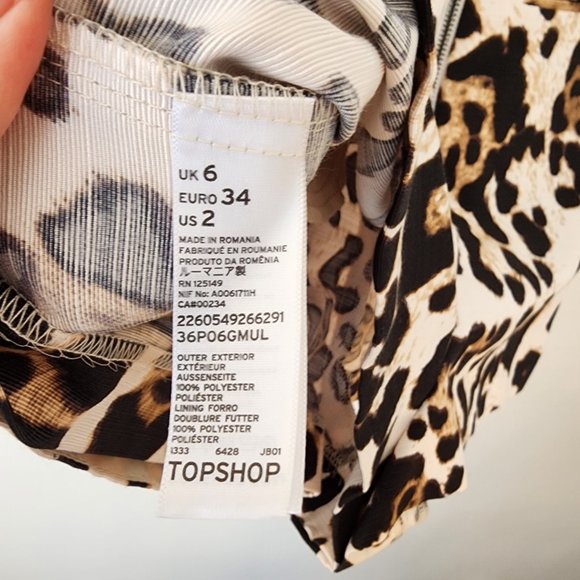 UK 6
EURO 34
US 2
MADE IN ROMANIA
FABRIQUÉ EN ROUMANIE
PRODUTO DA ROMÊNIA
ルーマニア製
RN 125149
NIF No: A0061711H
CA#00234
2260549266291
36P06GMUL
OUTER EXTERIOR
EXTÉRIEUR
AUSSENSEITE
100% POLYESTER
POLIÉSTER
LINING FORRO
DOUBLURE FUTTER
100% POLYESTER
POLIÉSTER
I333 6428 JB01
TOPSHOP